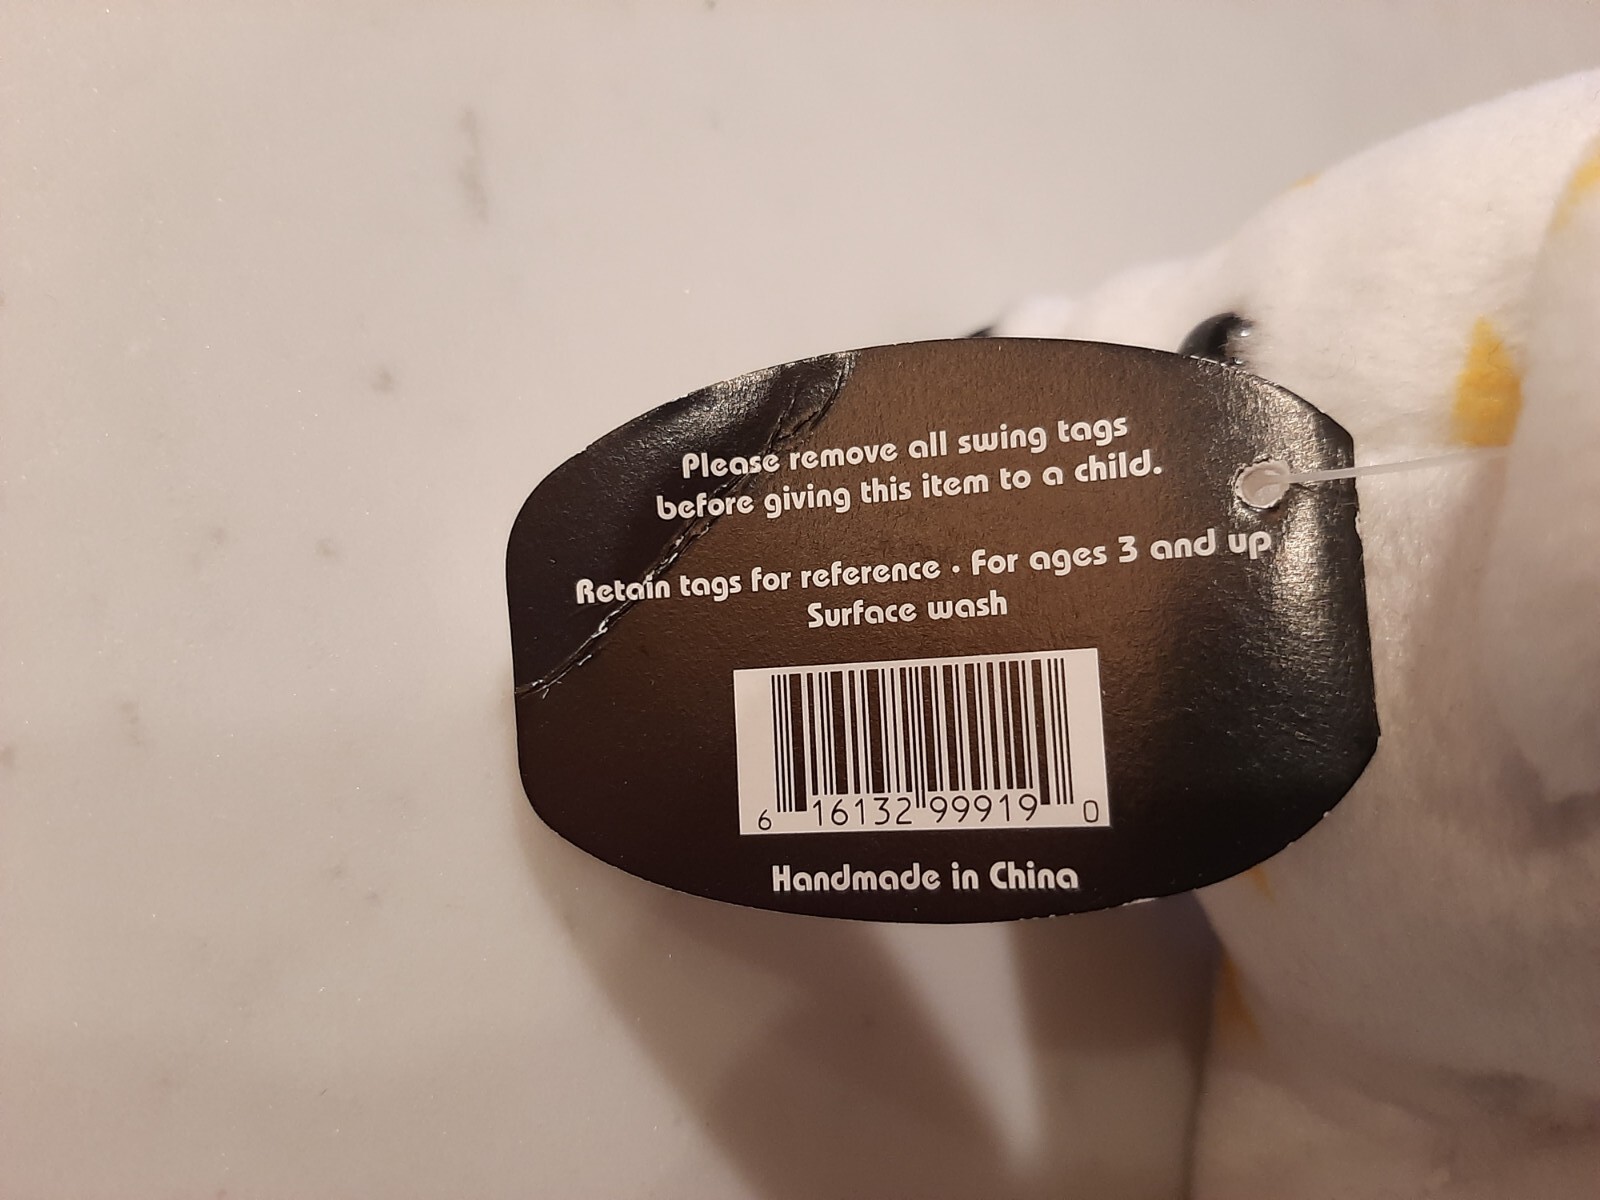 Please remove all swing tags
before giving this item to a child.
Retain tags for reference · For ages 3 and up
Surface wash
6 16132 99919 0
Handmade in China